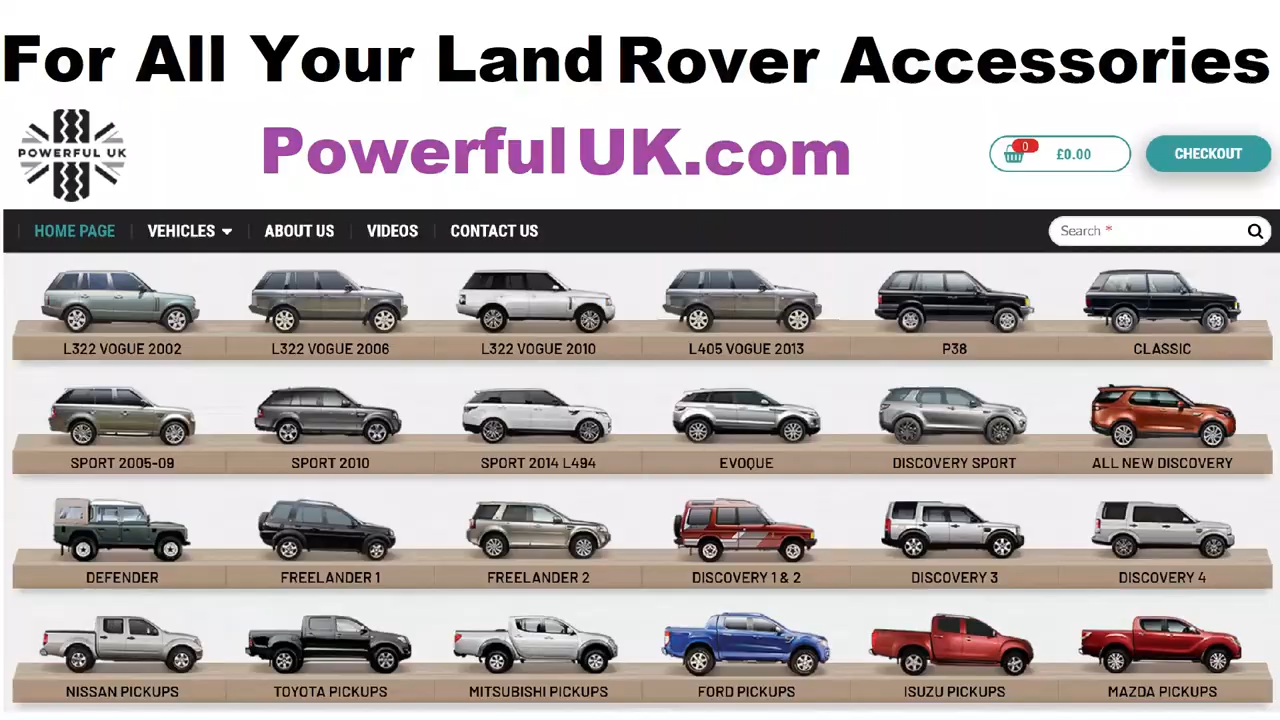 For All Your Land Rover Accessories
POWERFUL UK
PowerfulUK.com
0
£0.00
CHECKOUT
HOME PAGE
VEHICLES
ABOUT US
VIDEOS
CONTACT US
Search *
L322 VOGUE 2002
L322 VOGUE 2006
L322 VOGUE 2010
L405 VOGUE 2013
P38
CLASSIC
SPORT 2005-09
SPORT 2010
SPORT 2014 L494
EVOQUE
DISCOVERY SPORT
ALL NEW DISCOVERY
DEFENDER
FREELANDER 1
FREELANDER 2
DISCOVERY 1 & 2
DISCOVERY 3
DISCOVERY 4
NISSAN PICKUPS
TOYOTA PICKUPS
MITSUBISHI PICKUPS
FORD PICKUPS
ISUZU PICKUPS
MAZDA PICKUPS